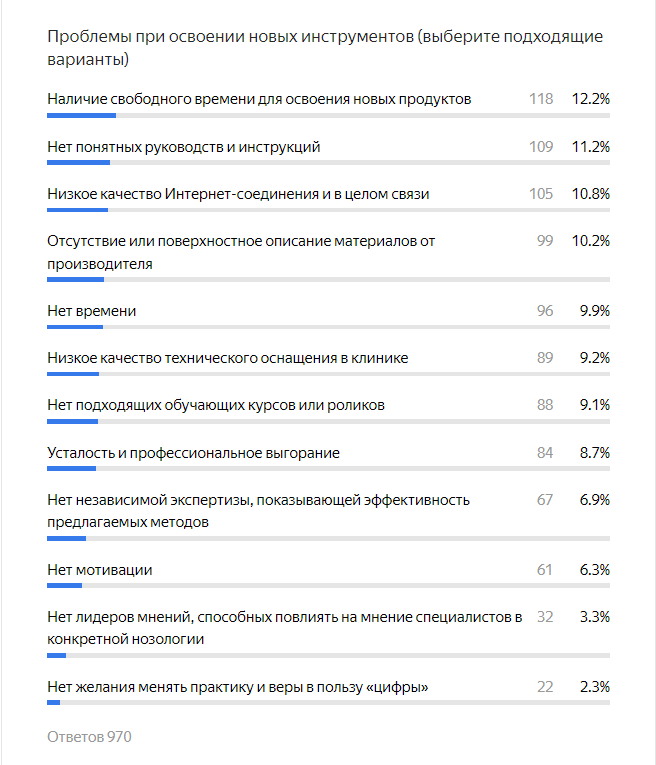 Проблемы при освоении новых инструментов (выберите подходящие
варианты)
Наличие свободного времени для освоения новых продуктов 118 12.2%
Нет понятных руководств и инструкций 109 11.2%
Низкое качество Интернет-соединения и в целом связи 105 10.8%
Отсутствие или поверхностное описание материалов от 99 10.2%
производителя
Нет времени 96 9.9%
Низкое качество технического оснащения в клинике 89 9.2%
Нет подходящих обучающих курсов или роликов 88 9.1%
Усталость и профессиональное выгорание 84 8.7%
Нет независимой экспертизы, показывающей эффективность 67 6.9%
предлагаемых методов
Нет мотивации 61 6.3%
Нет лидеров мнений, способных повлиять на мнение специалистов в 32 3.3%
конкретной нозологии
Нет желания менять практику и веры в пользу «цифры» 22 2.3%
Ответов 970